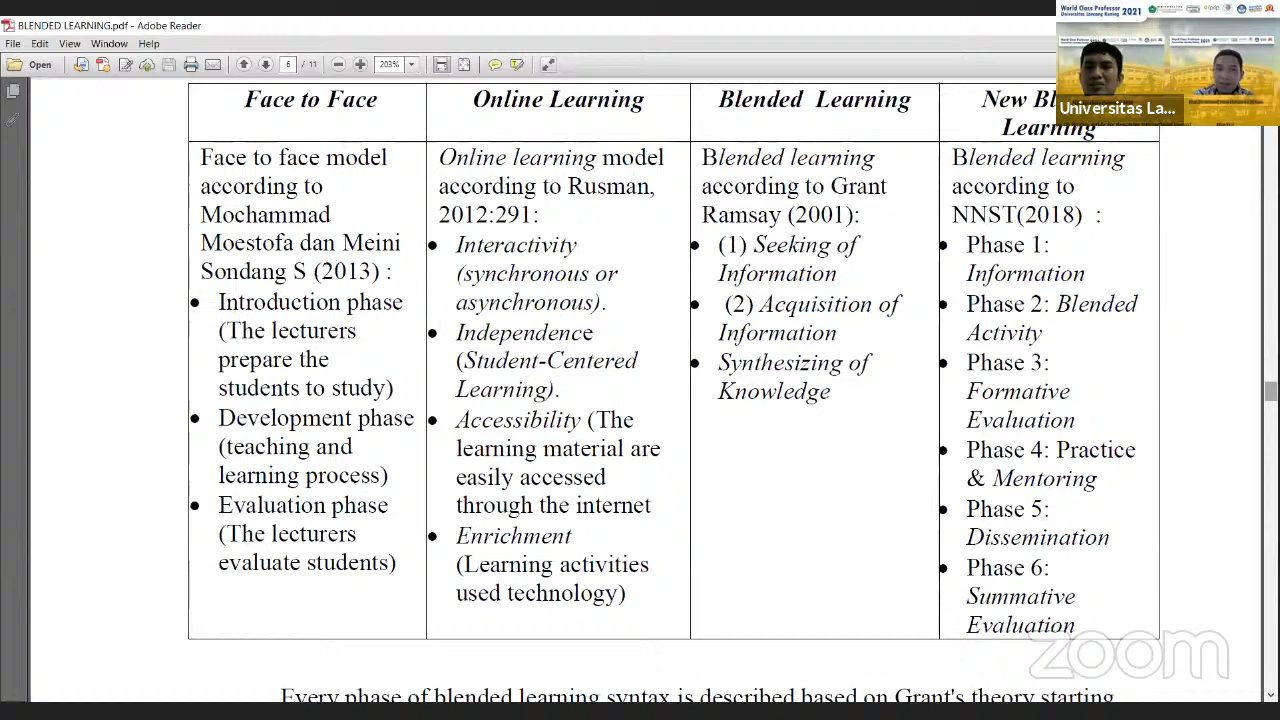 BLENDED LEARNING.pdf - Adobe Reader
File Edit View Window Help
Open 6 / 11 203%
World Class Professor
Universitas Lancang Kuning 2021
Universitas La...
Face to Face
Online Learning
Blended Learning
New Bl
Learning
Face to face model
according to
Mochammad
Moestofa dan Meini
Sondang S (2013) :
• Introduction phase
(The lecturers
prepare the
students to study)
• Development phase
(teaching and
learning process)
• Evaluation phase
(The lecturers
evaluate students)
Online learning model
according to Rusman,
2012:291:
• Interactivity
(synchronous or
asynchronous).
• Independence
(Student-Centered
Learning).
• Accessibility (The
learning material are
easily accessed
through the internet
• Enrichment
(Learning activities
used technology)
Blended learning
according to Grant
Ramsay (2001):
• (1) Seeking of
Information
• (2) Acquisition of
Information
• Synthesizing of
Knowledge
Blended learning
according to
NNST(2018) :
• Phase 1:
Information
• Phase 2: Blended
Activity
• Phase 3:
Formative
Evaluation
• Phase 4: Practice
& Mentoring
• Phase 5:
Dissemination
• Phase 6:
Summative
Evaluation
zoom
Every phase of blended learning syntax is described based on Grant's theory starting